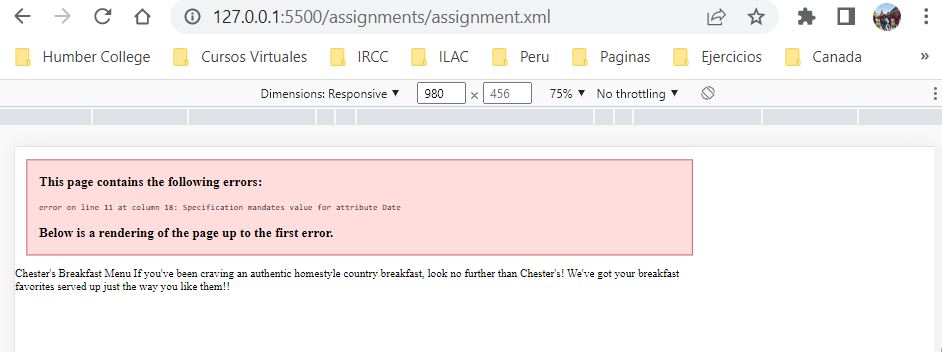 127.0.0.1:5500/assignments/assignment.xml
Humber College Cursos Virtuales IRCC ILAC Peru Paginas Ejercicios Canada »
Dimensions: Responsive ▼ 980 × 456 75% ▼ No throttling ▼
This page contains the following errors:
error on line 11 at column 18: Specification mandates value for attribute Date
Below is a rendering of the page up to the first error.
Chester's Breakfast Menu If you've been craving an authentic homestyle country breakfast, look no further than Chester's! We've got your breakfast
favorites served up just the way you like them!!